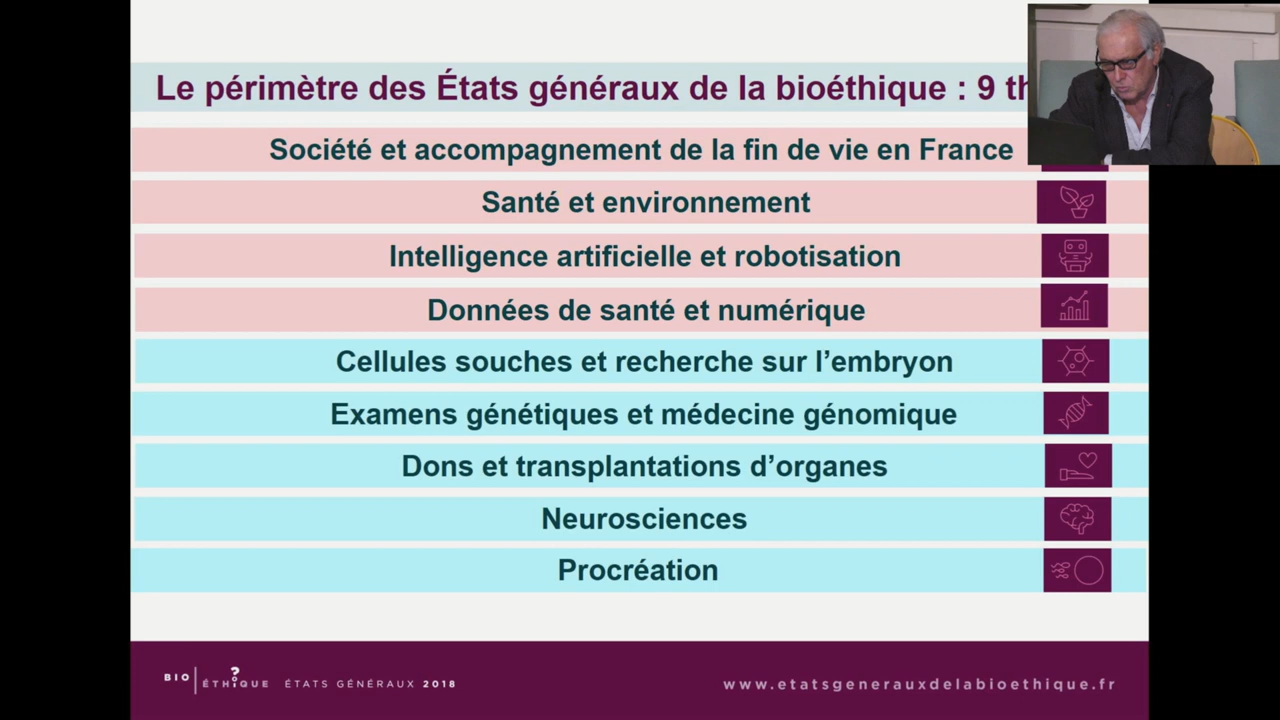 Le périmètre des États généraux de la bioéthique : 9
Société et accompagnement de la fin de vie en France
Santé et environnement
Intelligence artificielle et robotisation
Données de santé et numérique
Cellules souches et recherche sur l’embryon
Examens génétiques et médecine génomique
Dons et transplantations d’organes
Neurosciences
Procréation
BIO ÉTHIQUE ? ÉTATS GÉNÉRAUX 2018
www.etatsgenerauxdelabioethique.fr